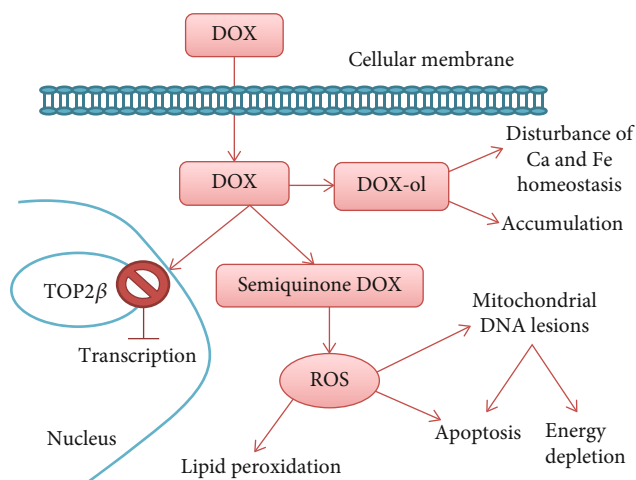 DOX
Cellular membrane
Disturbance of
Ca and Fe
homeostasis
DOX
DOX-ol
Accumulation
TOP2β
Semiquinone DOX
Mitochondrial
DNA lesions
Transcription
ROS
Nucleus
Apoptosis
Energy
depletion
Lipid peroxidation